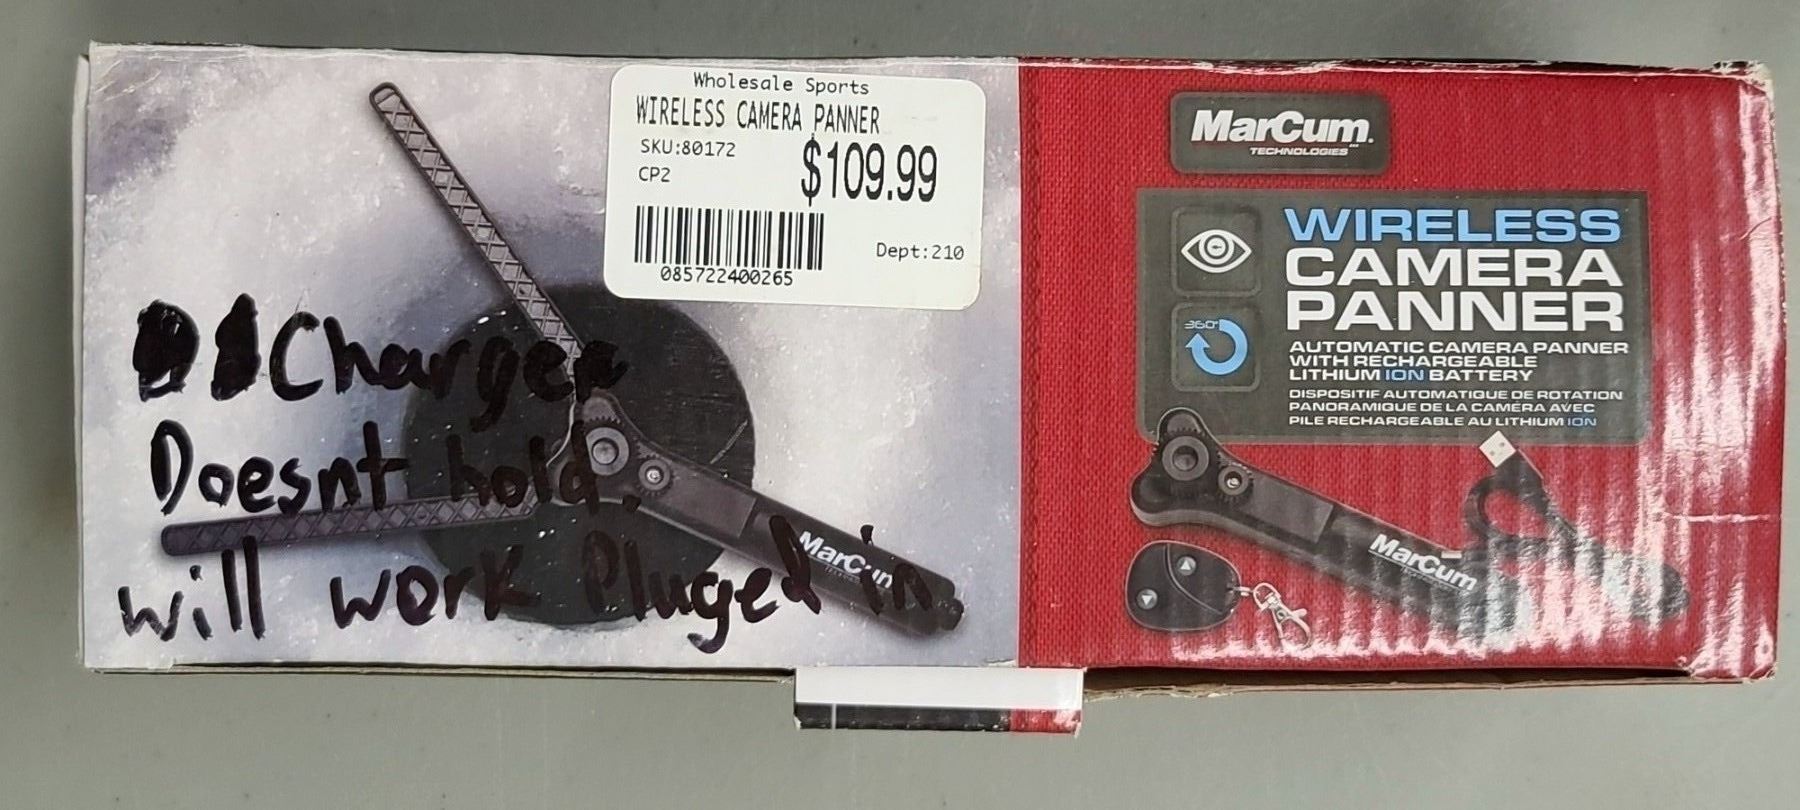 Wholesale Sports
WIRELESS CAMERA PANNER
SKU:80172
$109.99
CP2
Dept:210
085722400265
Charger
Doesnt hold.
will work Pluged in
MarCum
MarCum.
TECHNOLOGIES
WIRELESS
CAMERA
PANNER
360°
AUTOMATIC CAMERA PANNER
WITH RECHARGEABLE
LITHIUM ION BATTERY
DISPOSITIF AUTOMATIQUE DE ROTATION
PANORAMIQUE DE LA CAMÉRA AVEC
PILE RECHARGEABLE AU LITHIUM ION
MarCum